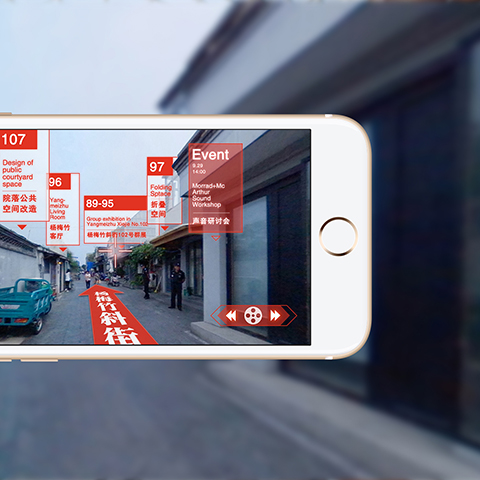 107
Design of
public
courtyard
space
院落公共
空间改造
96
Yang-
meizhu
Living
Room
杨梅竹
客厅
89-95
Group exhibition in
Yangmeizhu Xiejie No.102
杨梅竹斜街102号群展
97
Folding
Sptace
折叠
空间
Event
9.28
14:00
Morrad+Mc
Arthur
Sound
Workshop
声音研讨会
杨梅竹斜街